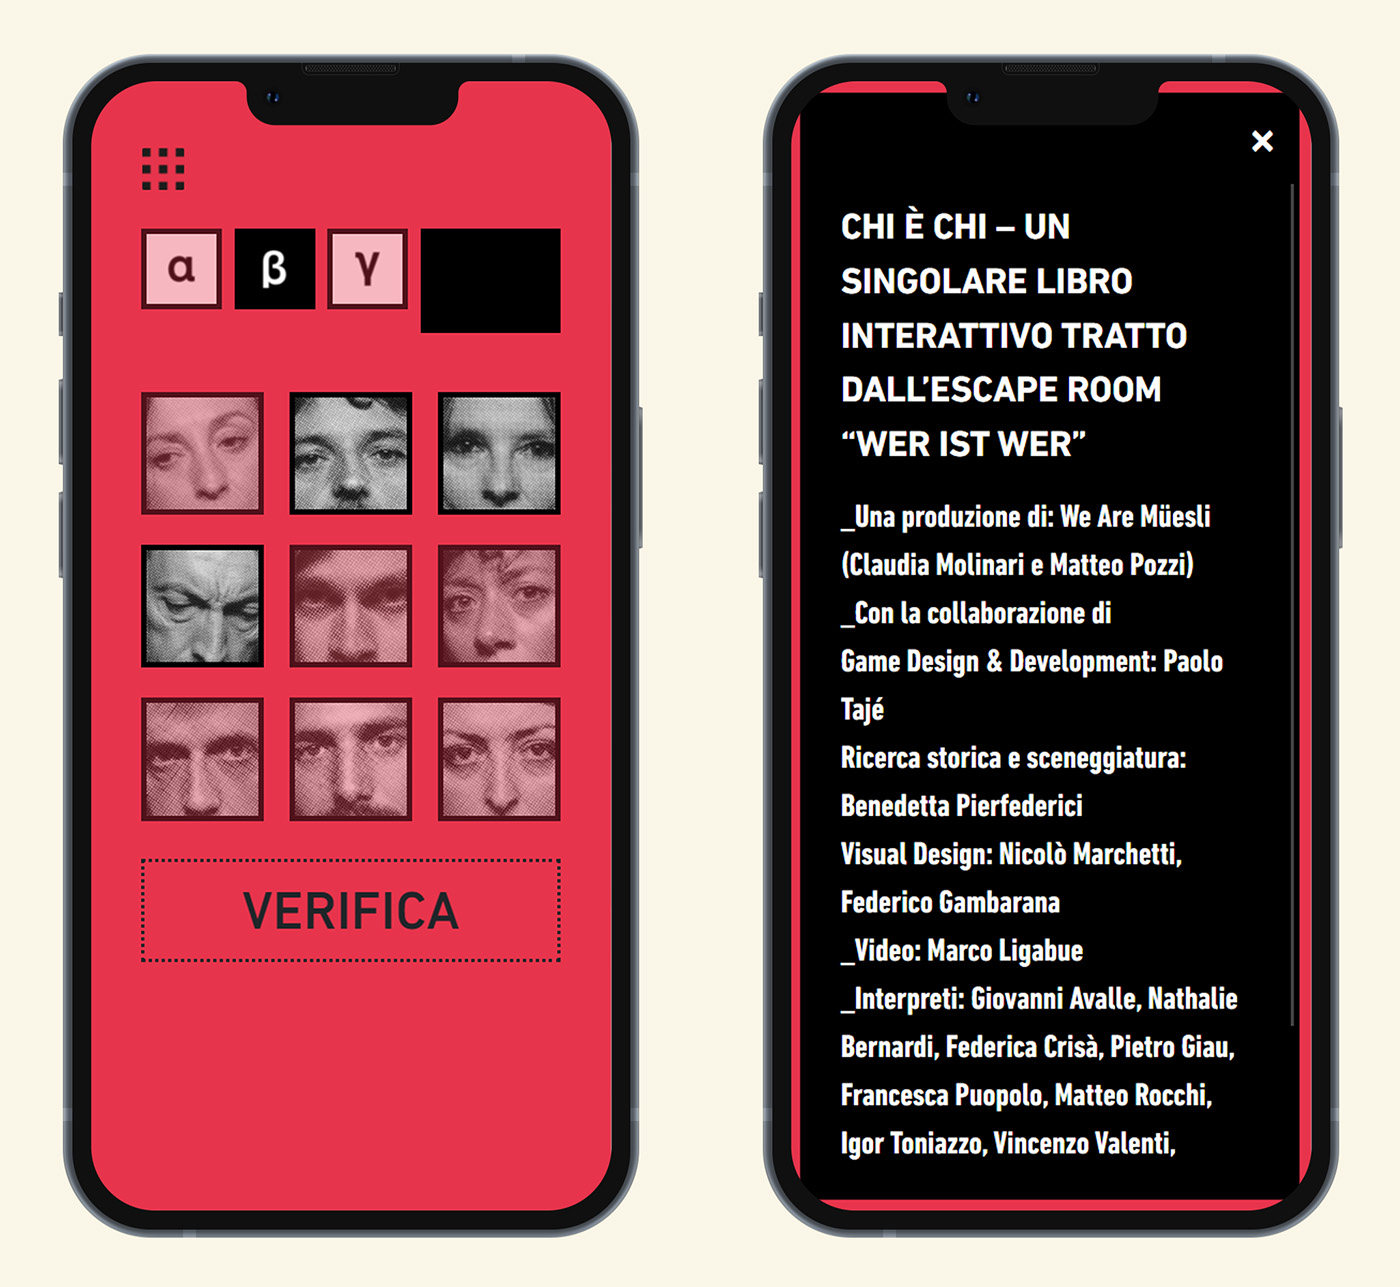 α β γ
VERIFICA
CHI È CHI – UN
SINGOLARE LIBRO
INTERATTIVO TRATTO
DALL’ESCAPE ROOM
“WER IST WER”
_Una produzione di: We Are Müesli
(Claudia Molinari e Matteo Pozzi)
_Con la collaborazione di
Game Design & Development: Paolo
Tajé
Ricerca storica e sceneggiatura:
Benedetta Pierfederici
Visual Design: Nicolò Marchetti,
Federico Gambarana
_Video: Marco Ligabue
_Interpreti: Giovanni Avalle, Nathalie
Bernardi, Federica Crisà, Pietro Giau,
Francesca Puopolo, Matteo Rocchi,
Igor Toniazzo, Vincenzo Valenti,